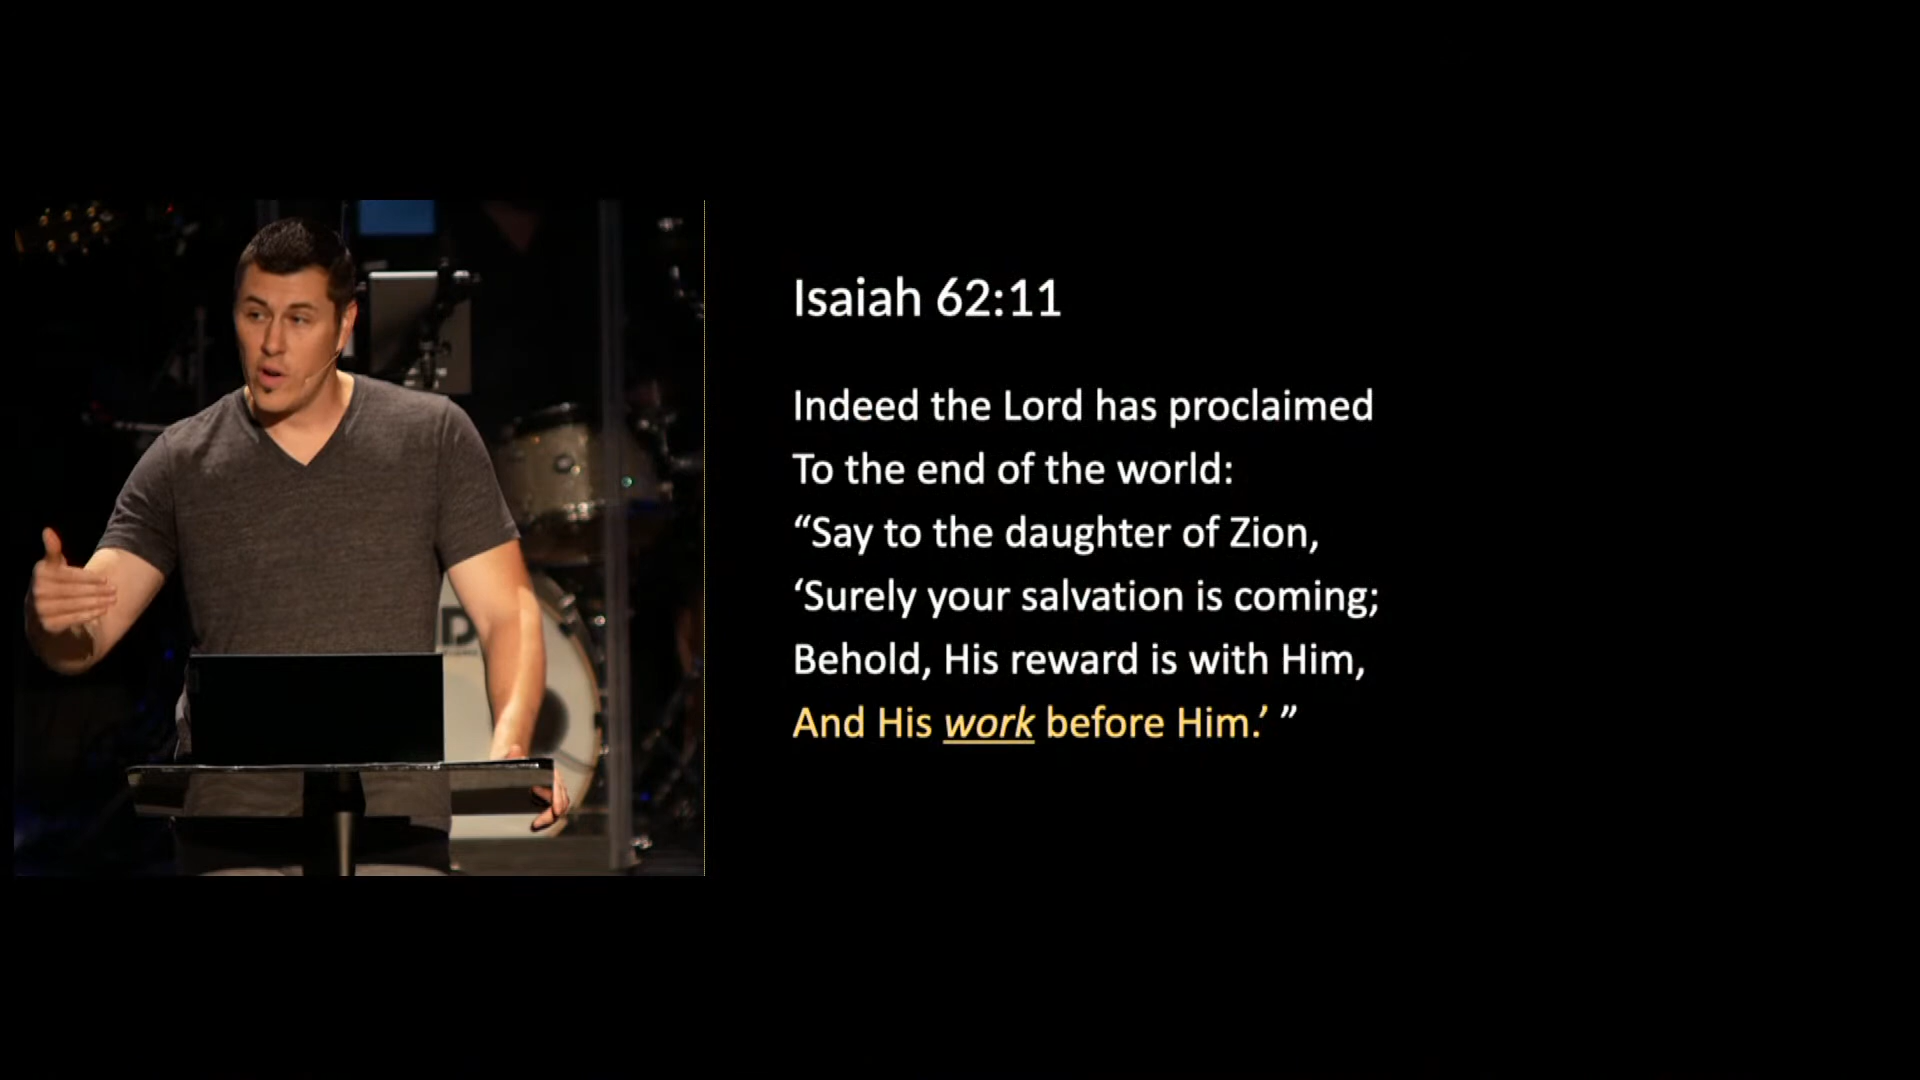 Isaiah 62:11
Indeed the Lord has proclaimed
To the end of the world:
“Say to the daughter of Zion,
‘Surely your salvation is coming;
Behold, His reward is with Him,
And His work before Him.’ ”